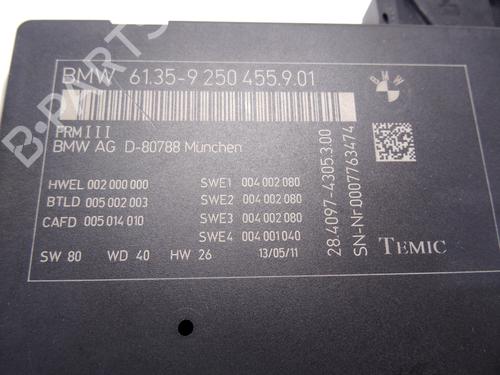 BMW 61.35-9 250 455.9.01
PRMIII
BMW AG D-80788 München
HWEL 002 000 000
BTLD 005 002 003
CAFD 005 014 010
SWE1 004 002 080
SWE2 004 002 080
SWE3 004 002 080
SWE4 004 001 040
SW 80 WD 40 HW 26 13/05/11
28.4097-4305.3.00
SN-Nr.0007763474
TEMIC
B-PARTS